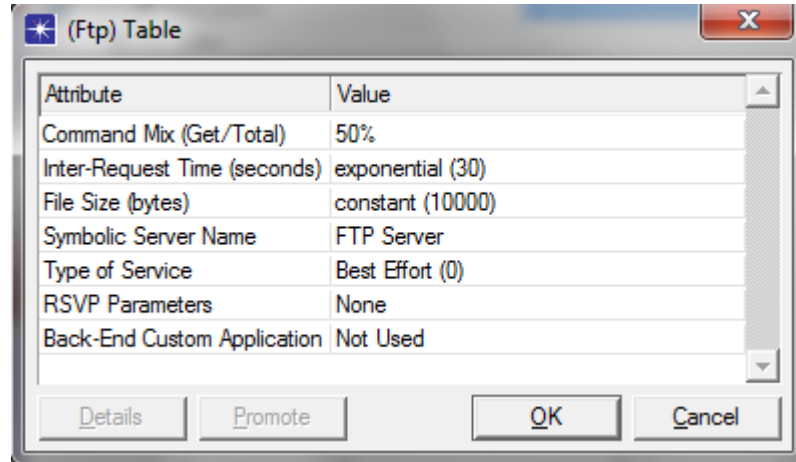 (Ftp) Table
Attribute Value
Command Mix (Get/Total) 50%
Inter-Request Time (seconds) exponential (30)
File Size (bytes) constant (10000)
Symbolic Server Name FTP Server
Type of Service Best Effort (0)
RSVP Parameters None
Back-End Custom Application Not Used
Details Promote OK Cancel